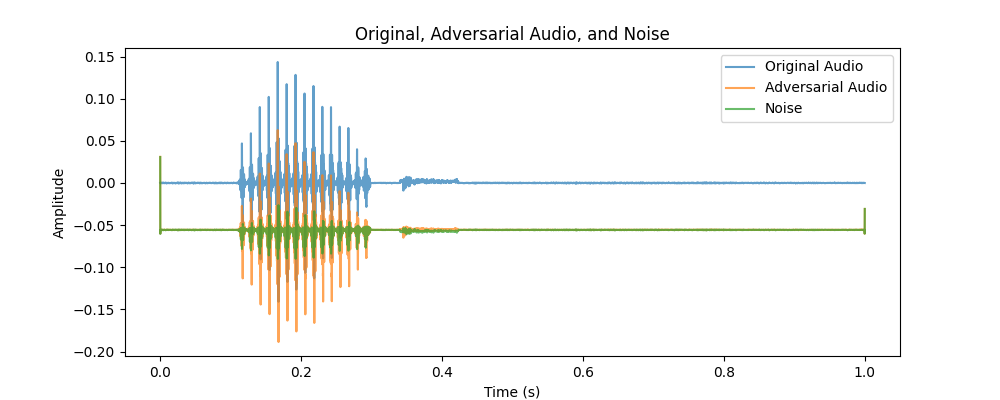 Original, Adversarial Audio, and Noise
Amplitude
0.15
0.10
0.05
0.00
−0.05
−0.10
−0.15
−0.20
Original Audio
Adversarial Audio
Noise
0.0 0.2 0.4 0.6 0.8 1.0
Time (s)